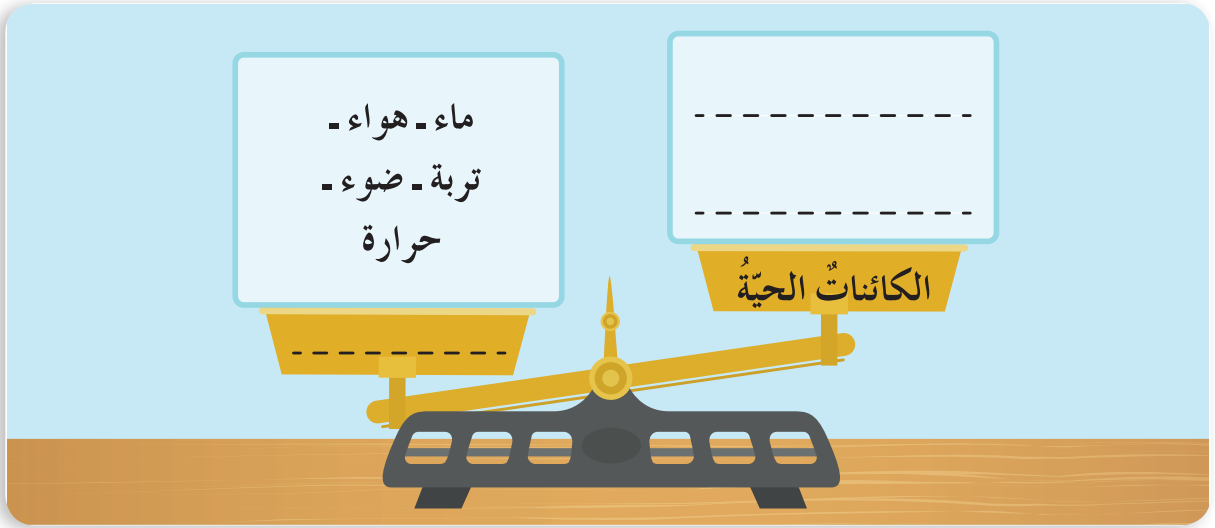 ماء ـ هواء ـ
تربة ـ ضوء ـ
حرارة
الكائناتٌ الحيّةُ